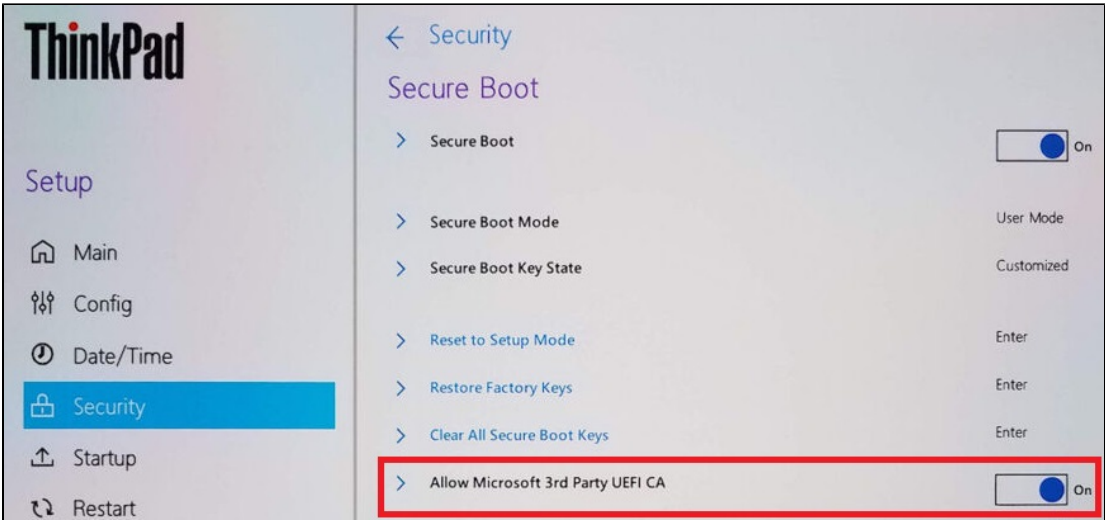 ThinkPad
Setup
Main
Config
Date/Time
Security
Startup
Restart
Security
Secure Boot
Secure Boot On
Secure Boot Mode User Mode
Secure Boot Key State Customized
Reset to Setup Mode Enter
Restore Factory Keys Enter
Clear All Secure Boot Keys Enter
Allow Microsoft 3rd Party UEFI CA On